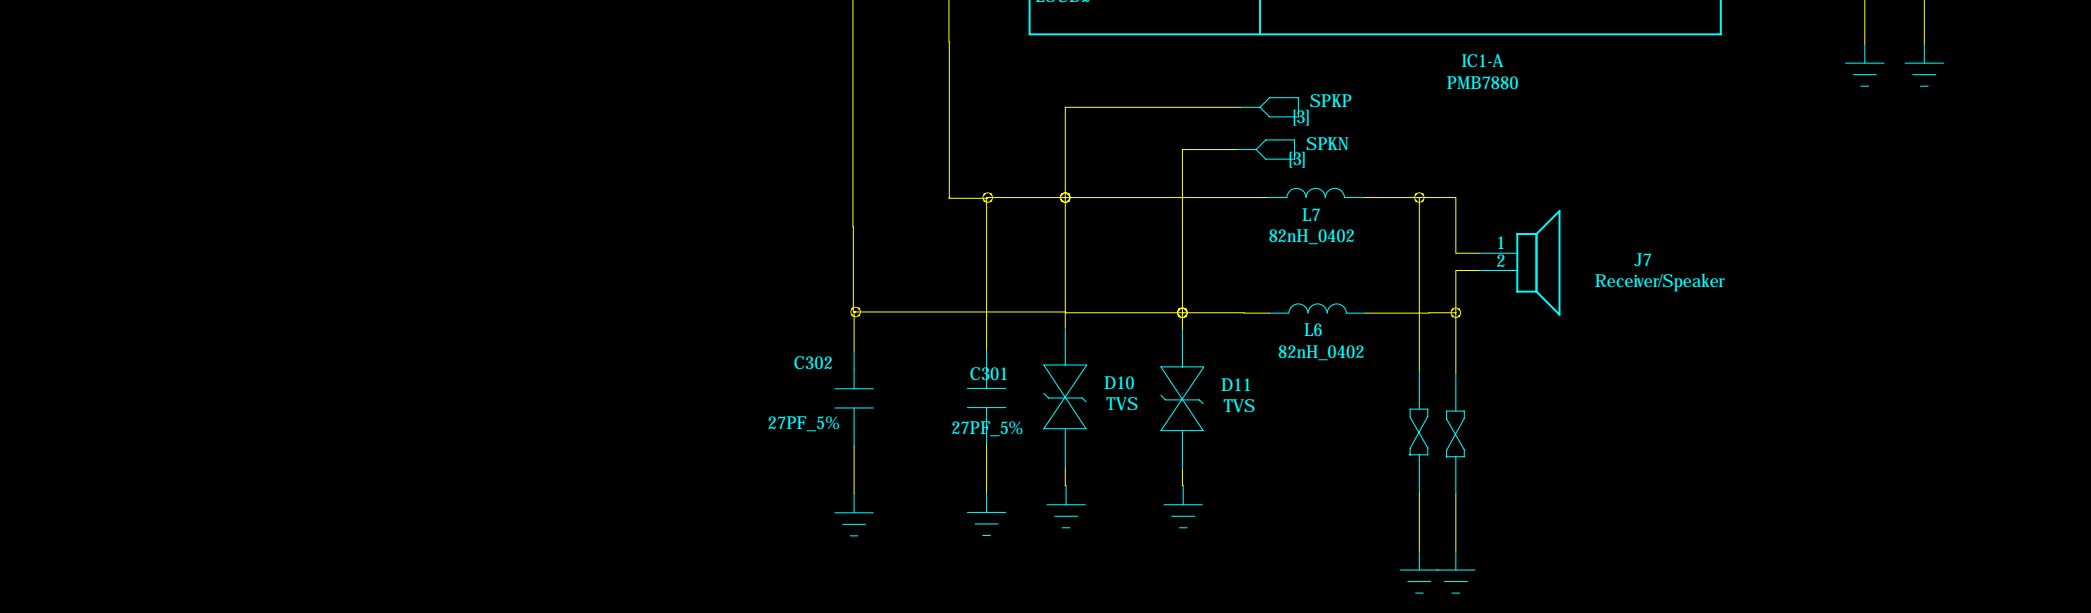 LOUD2
IC1-A
PMB7880
SPKP
[3]
SPKN
[3]
L7
82nH_0402
1
2
J7
Receiver/Speaker
L6
82nH_0402
C302
27PF_5%
C301
27PF_5%
D10
TVS
D11
TVS